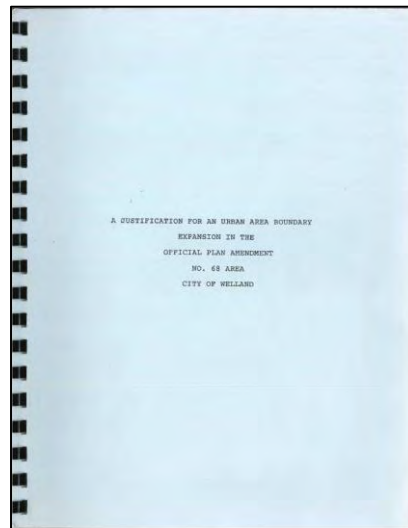 A JUSTIFICATION FOR AN URBAN AREA BOUNDARY
EXPANSION IN THE
OFFICIAL PLAN AMENDMENT
NO. 68 AREA
CITY OF WELLAND